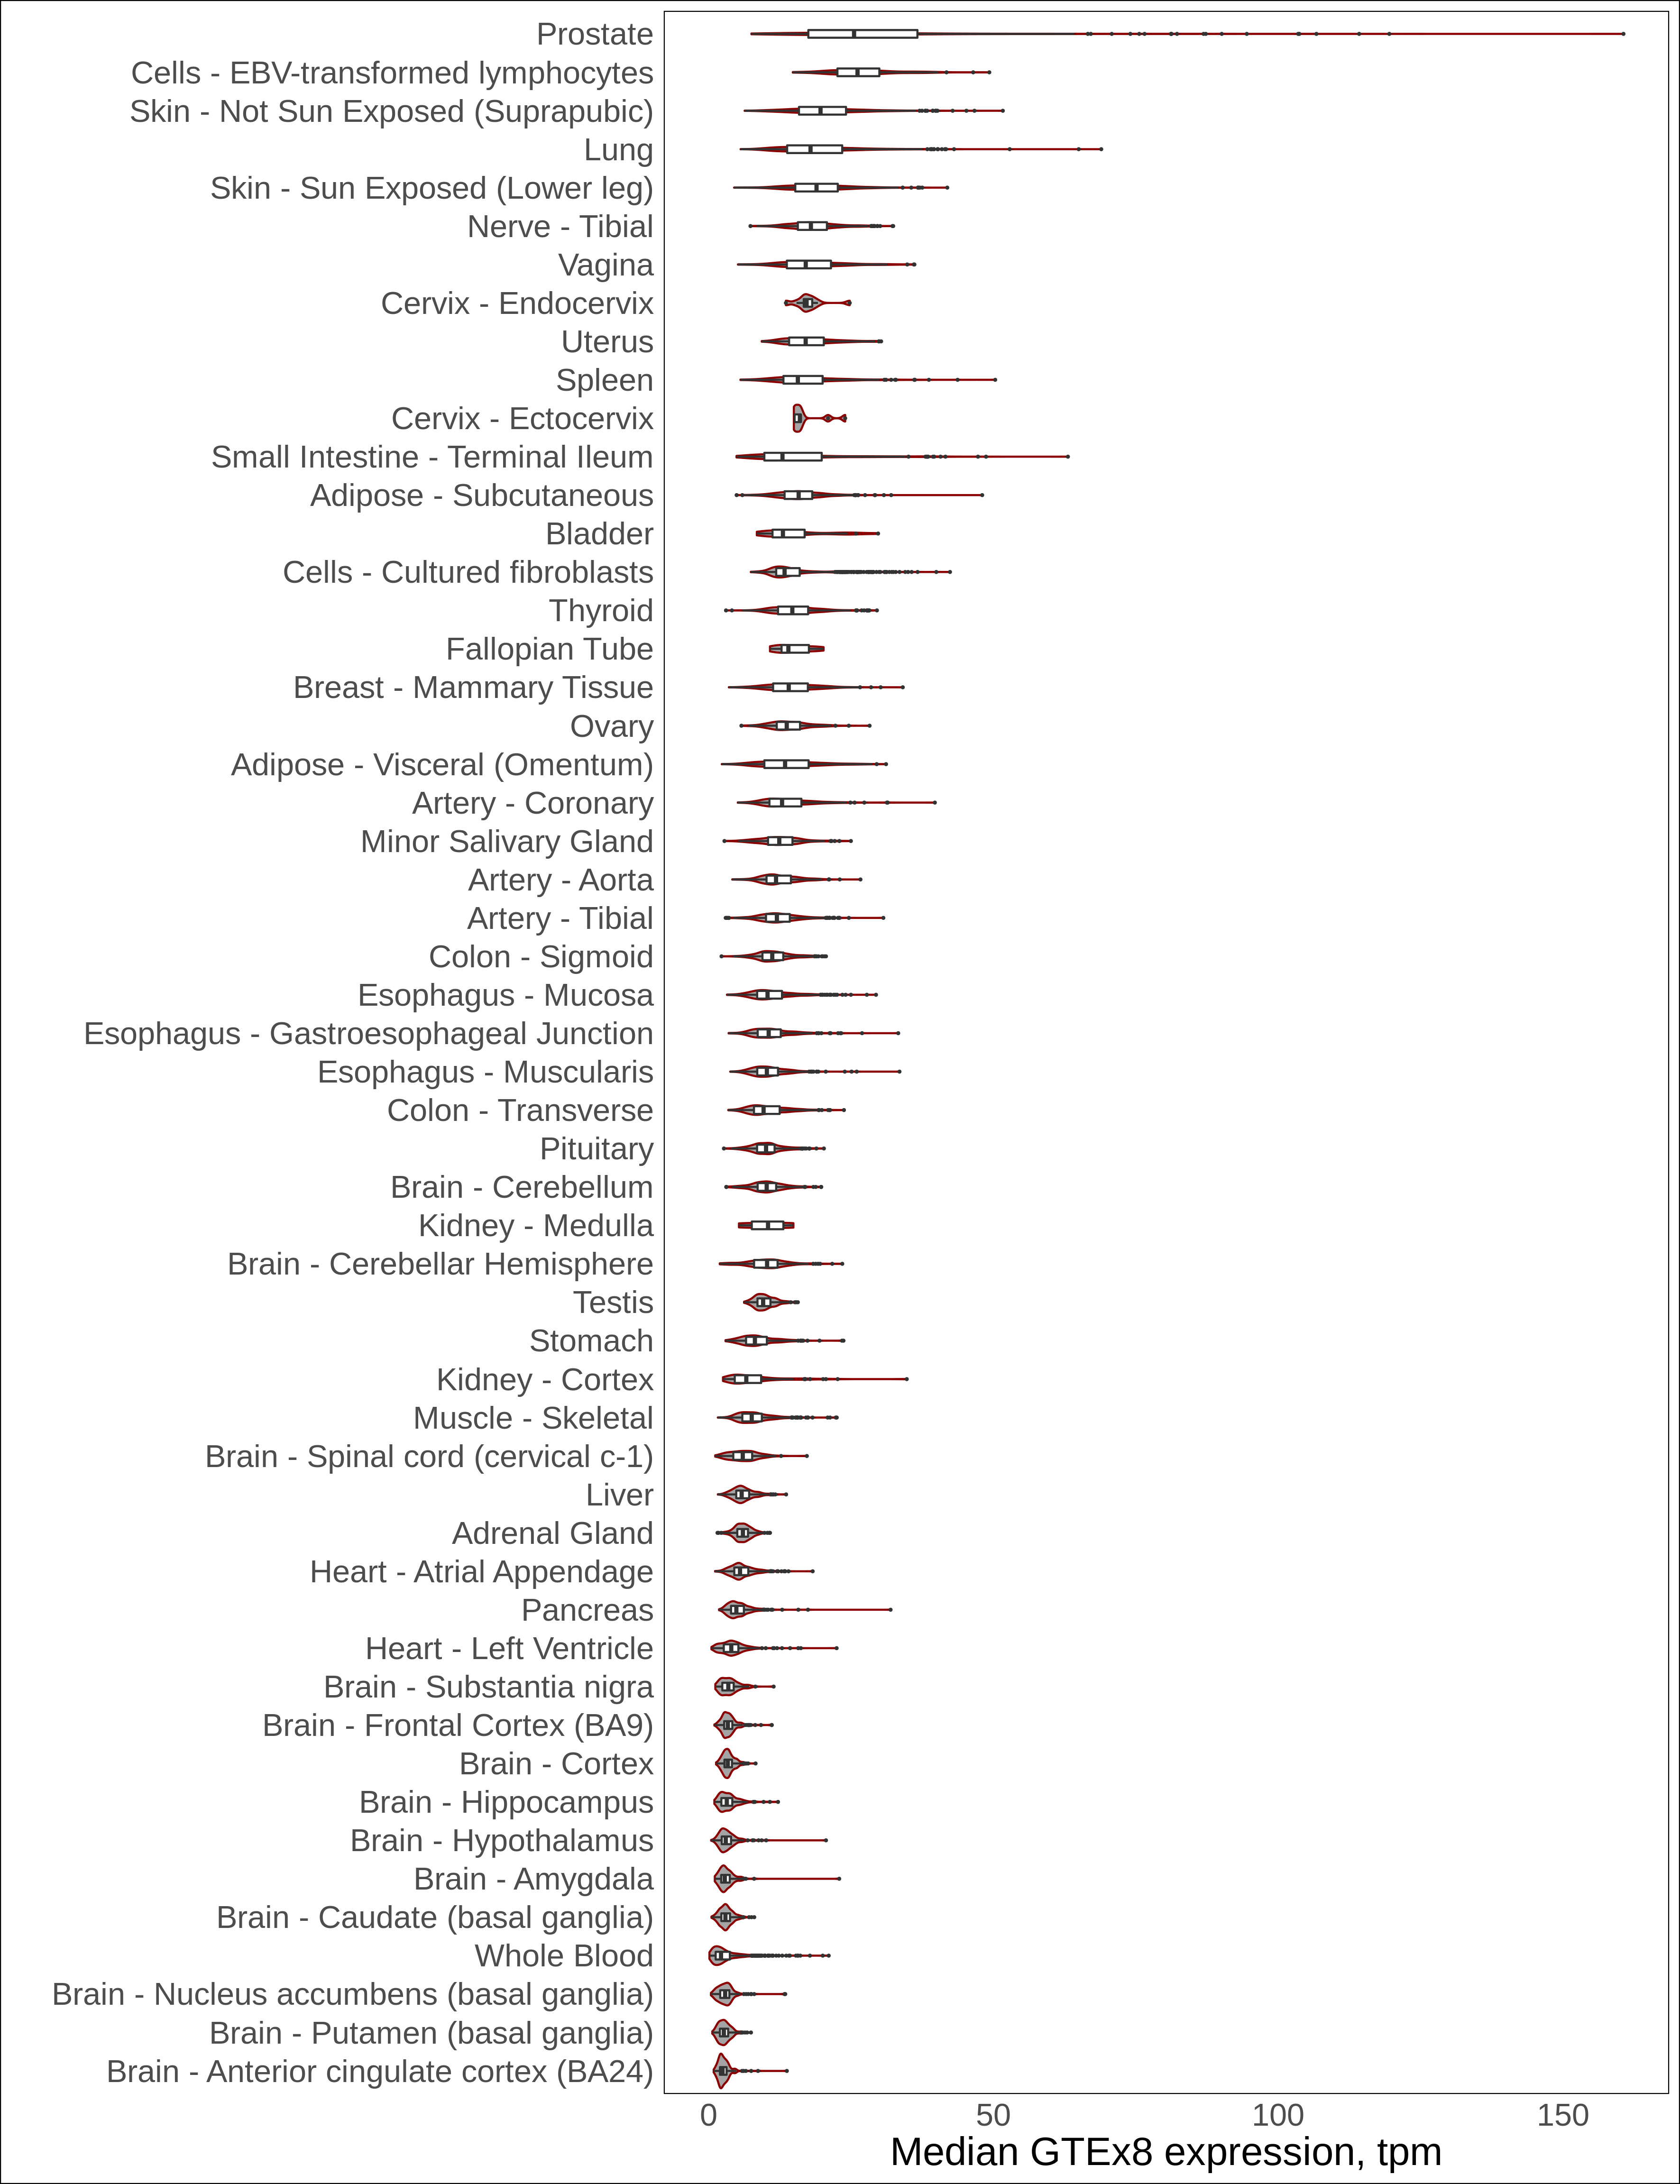 Prostate
Cells - EBV-transformed lymphocytes
Skin - Not Sun Exposed (Suprapubic)
Lung
Skin - Sun Exposed (Lower leg)
Nerve - Tibial
Vagina
Cervix - Endocervix
Uterus
Spleen
Cervix - Ectocervix
Small Intestine - Terminal Ileum
Adipose - Subcutaneous
Bladder
Cells - Cultured fibroblasts
Thyroid
Fallopian Tube
Breast - Mammary Tissue
Ovary
Adipose - Visceral (Omentum)
Artery - Coronary
Minor Salivary Gland
Artery - Aorta
Artery - Tibial
Colon - Sigmoid
Esophagus - Mucosa
Esophagus - Gastroesophageal Junction
Esophagus - Muscularis
Colon - Transverse
Pituitary
Brain - Cerebellum
Kidney - Medulla
Brain - Cerebellar Hemisphere
Testis
Stomach
Kidney - Cortex
Muscle - Skeletal
Brain - Spinal cord (cervical c-1)
Liver
Adrenal Gland
Heart - Atrial Appendage
Pancreas
Heart - Left Ventricle
Brain - Substantia nigra
Brain - Frontal Cortex (BA9)
Brain - Cortex
Brain - Hippocampus
Brain - Hypothalamus
Brain - Amygdala
Brain - Caudate (basal ganglia)
Whole Blood
Brain - Nucleus accumbens (basal ganglia)
Brain - Putamen (basal ganglia)
Brain - Anterior cingulate cortex (BA24)
0 50 100 150
Median GTEx8 expression, tpm